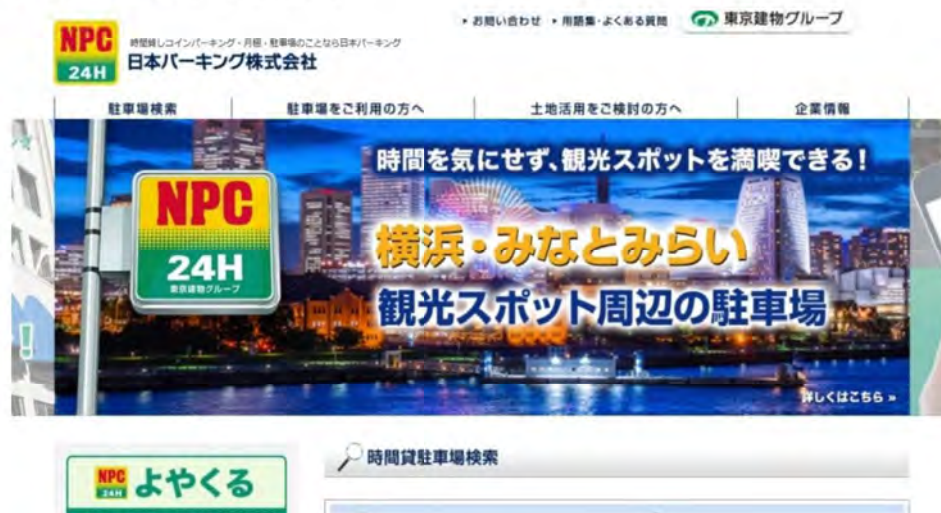 お問い合わせ
用語集・よくある質問
東京建物グループ
NPC
24H
時間貸しコインパーキング・月極・駐車場のことなら日本パーキング
日本パーキング株式会社
駐車場検索
駐車場をご利用の方へ
土地活用をご検討の方へ
企業情報
時間を気にせず、観光スポットを満喫できる!
NPC
24H
東京建物グループ
横浜・みなとみらい
観光スポット周辺の駐車場
詳しくはこちら »
NPC
24H
よやくる
時間貸駐車場検索